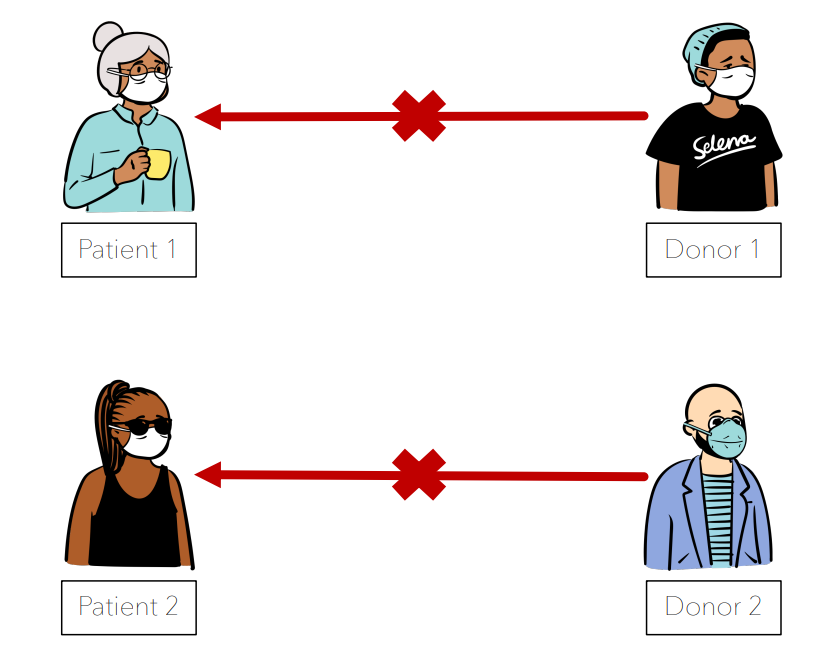 Selena
Patient 1
Donor 1
Patient 2
Donor 2